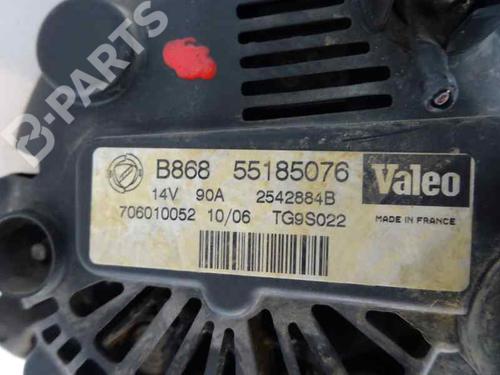 B-PARTS
B868 55185076
14V 90A 2542884B
706010052 10/06 TG9S022
Valeo
MADE IN FRANCE